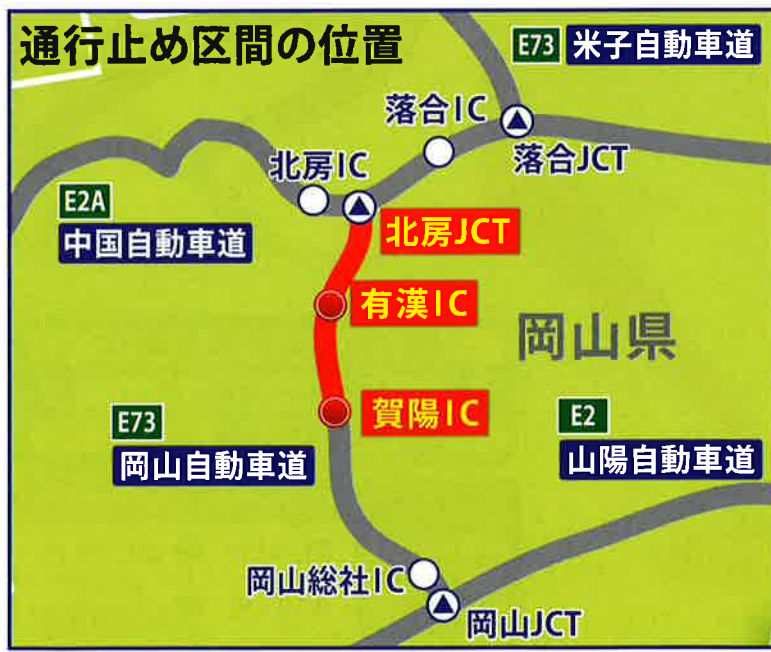 通行止め区間の位置
E73 米子自動車道
落合IC
落合JCT
北房IC
E2A
中国自動車道
北房JCT
有漢IC
岡山県
賀陽IC
E73
岡山自動車道
E2
山陽自動車道
岡山総社IC
岡山JCT